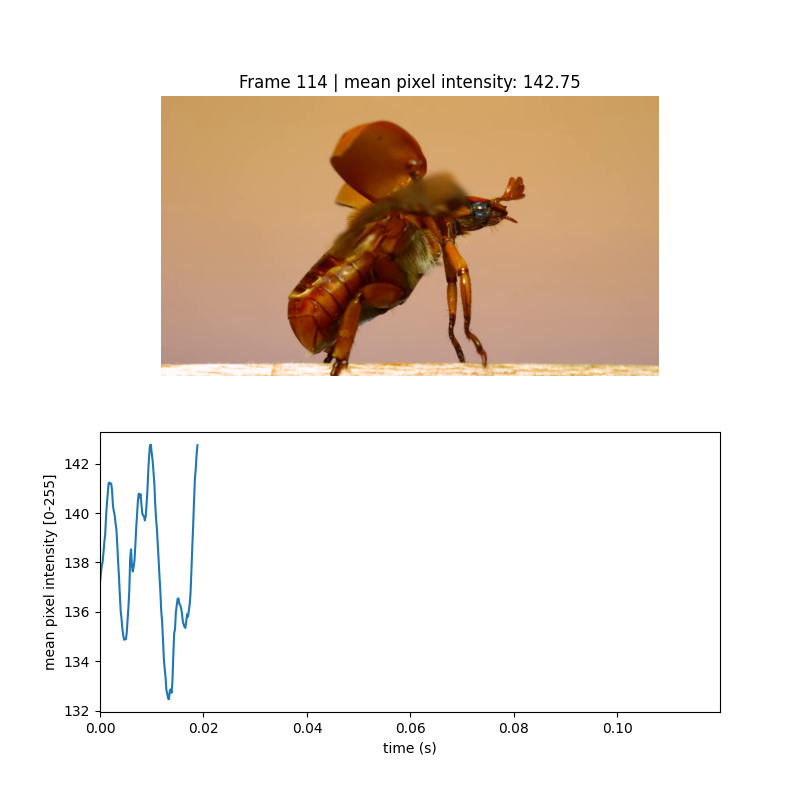 Frame 114 | mean pixel intensity: 142.75
142
140
138
136
134
132
mean pixel intensity [0-255]
0.00 0.02 0.04 0.06 0.08 0.10
time (s)